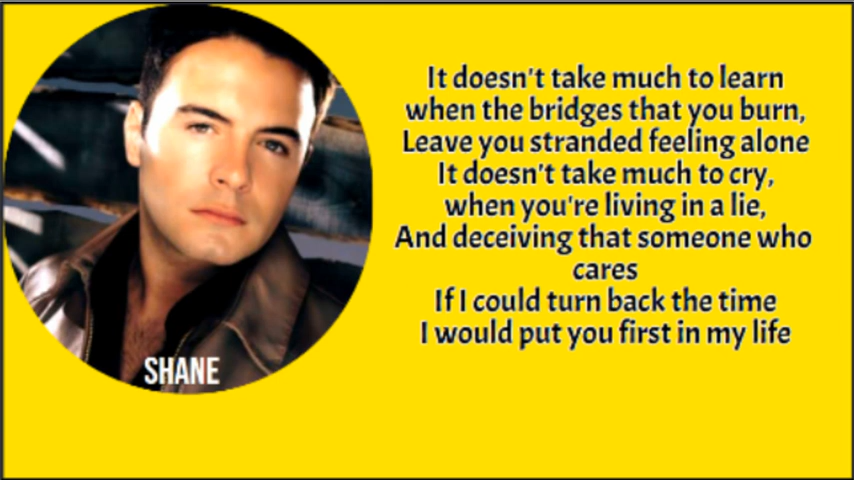 It doesn't take much to learn
when the bridges that you burn,
Leave you stranded feeling alone
It doesn't take much to cry,
when you're living in a lie,
And deceiving that someone who
cares
If I could turn back the time
I would put you first in my life
SHANE